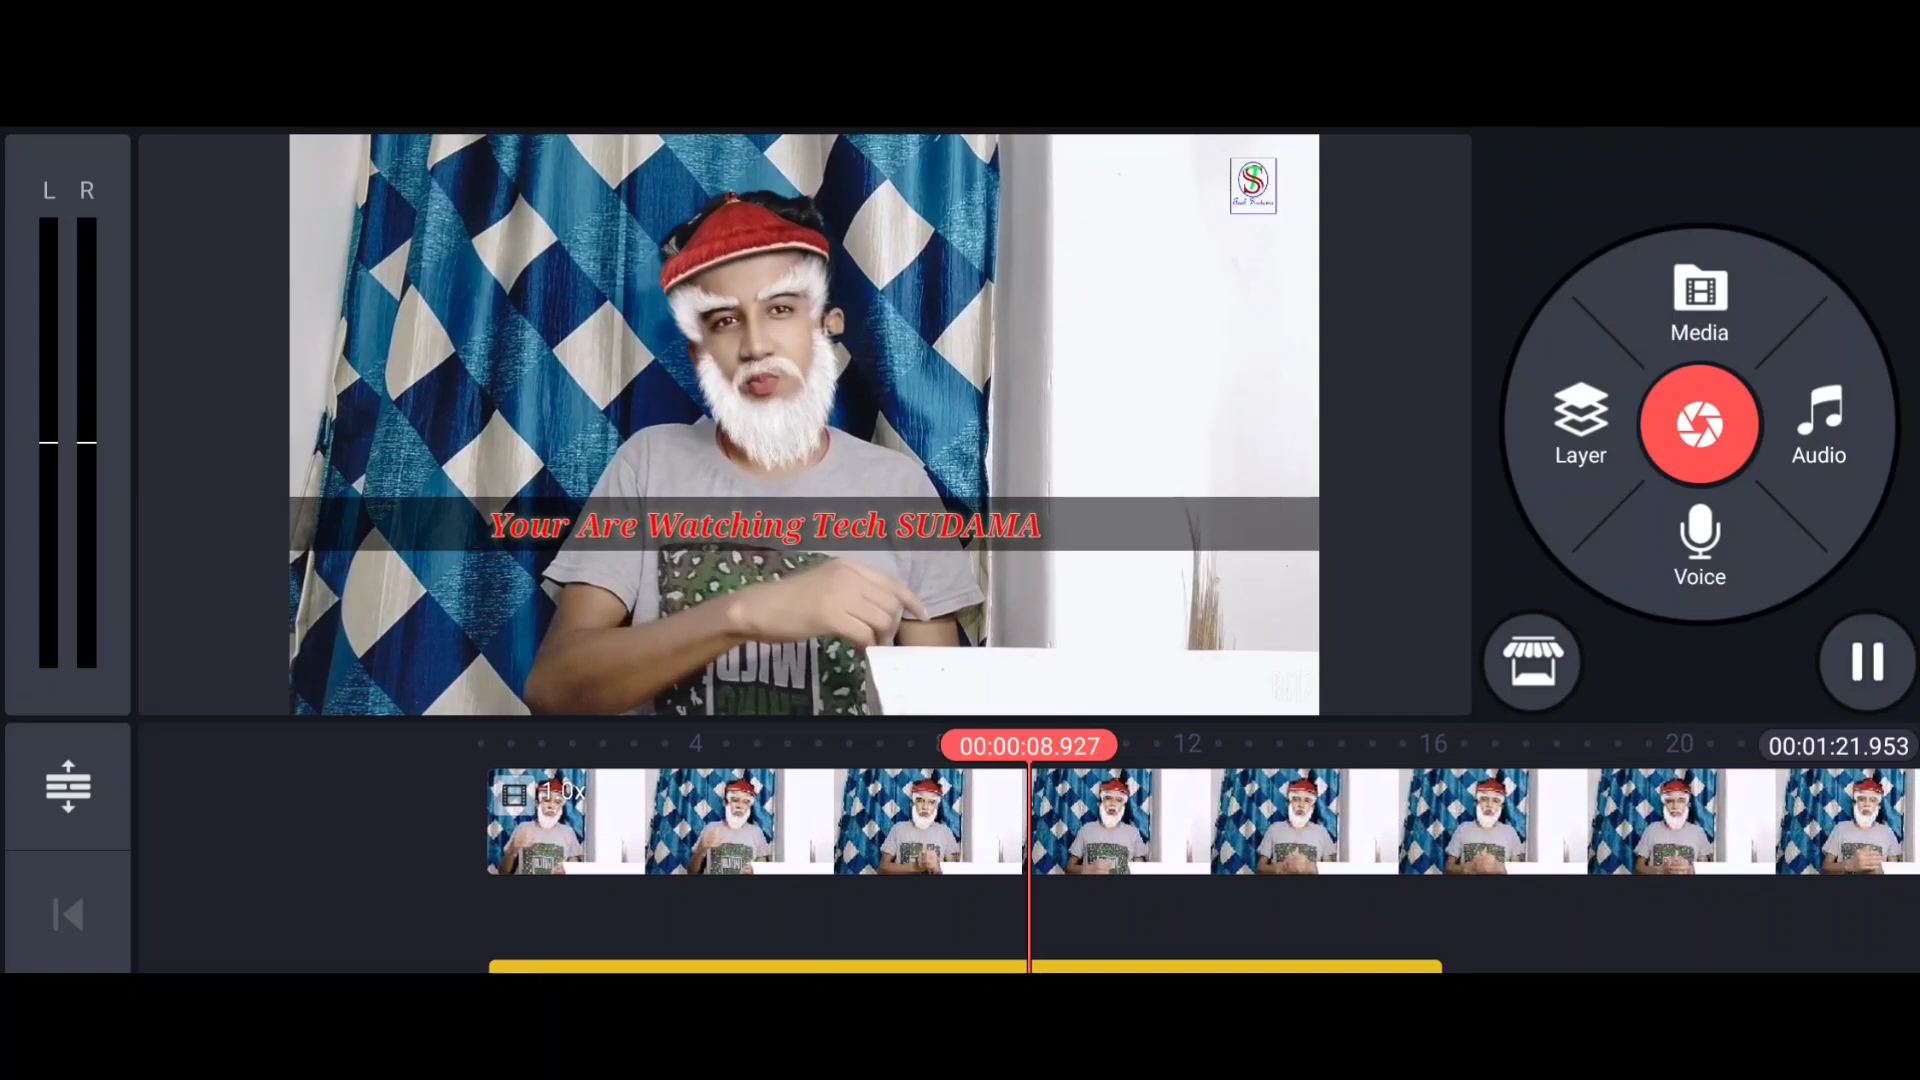 L R
Your Are Watching Tech SUDAMA
Media
Layer
Audio
Voice
4
00:00:08.927
12
16
20
00:01:21.953
1.0x